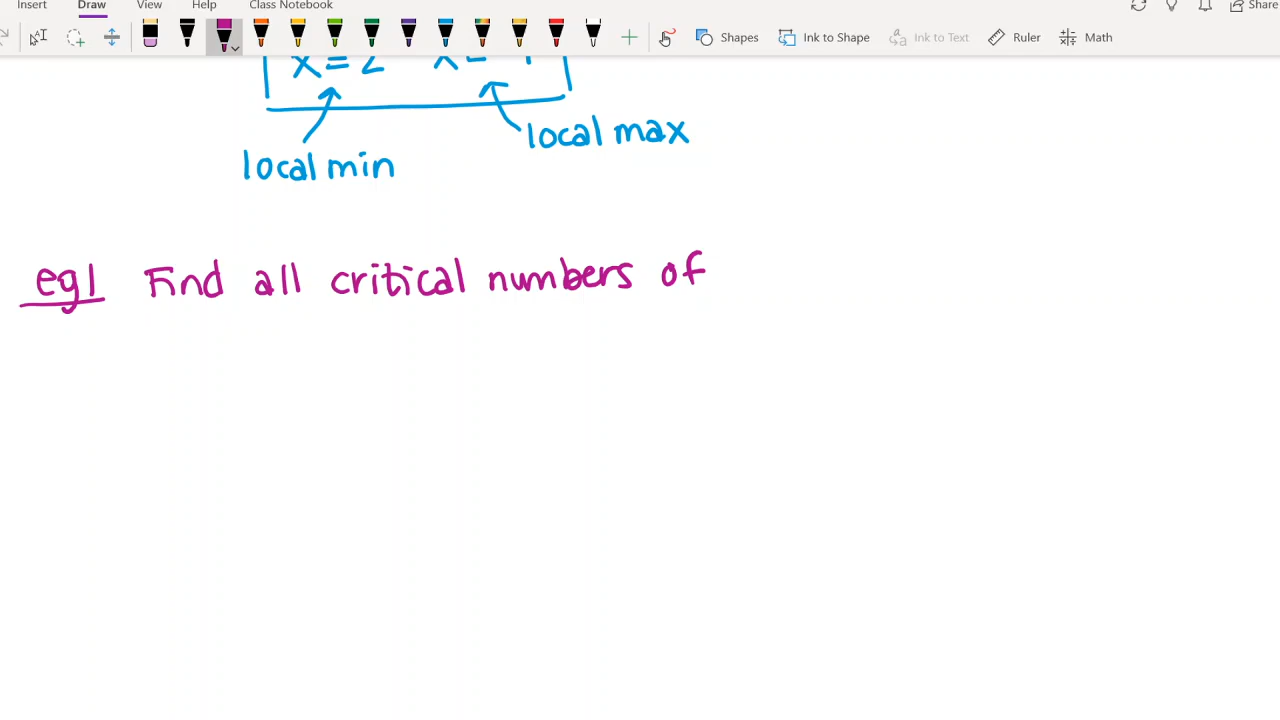 Insert Draw View Help Class Notebook Share
Shapes Ink to Shape Ink to Text Ruler Math
x = 2
local max
local min
eg1 Find all critical numbers of